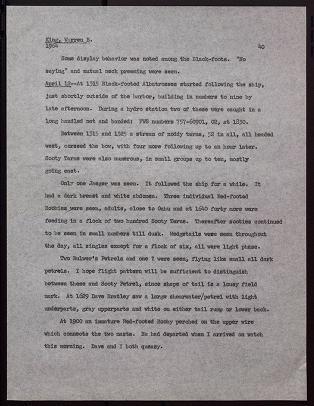 King, Warren B.
1964 40
Some display behavior was noted among the Black-foots. "No
saying" and mutual neck preening were seen.
April 12--At 1315 Black-footed Albatrosses started following the ship,
just shortly outside of the harbor, building in numbers to nine by
late afternoon. During a hydro station two of these were caught in a
long handled net and banded: FWS numbers 757-60901, 02, at 1830.
Between 1315 and 1525 a stream of noddy terns, 32 in all, all headed
west, crossed the bow, with four more following up to an hour later.
Sooty Terns were also numerous, in small groups up to ten, mostly
going east.
Only one Jaeger was seen. It followed the ship for a while. It
had a dark breast and white abdomen. Three individual Red-footed
Boobies were seen, adults, close to Oahu and at 1640 forty more were
feeding in a flock of two hundred Sooty Terns. Thereafter sooties continued
to be seen in small numbers till dusk. Wedgetails were seen throughout
the day, all singles except for a flock of six, all were light phase.
Two Bulwer's Petrels and one ? were seen, flying like small all dark
petrels. I hope flight pattern will be sufficient to distinguish
between these and Sooty Petrel, since shape of tail is a lousy field
mark. At 1629 Dave Bratley saw a large shearwater/petrel with light
underparts, gray upperparts and white on either tail rump or lower back.
At 1900 an immature Red-footed Booby perched on the upper wire
which connects the two masts. He had departed when I arrived on watch
this morning. Dave and I both queasy.